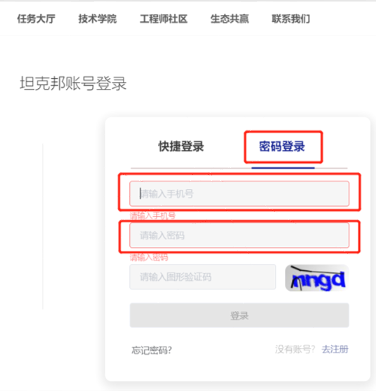 任务大厅 技术学院 工程师社区 生态共赢 联系我们
坦克邦账号登录
快捷登录 密码登录
请输入手机号
请输入手机号
请输入密码
请输入密码
请输入图形验证码 nngd
登录
忘记密码? 没有账号? 去注册